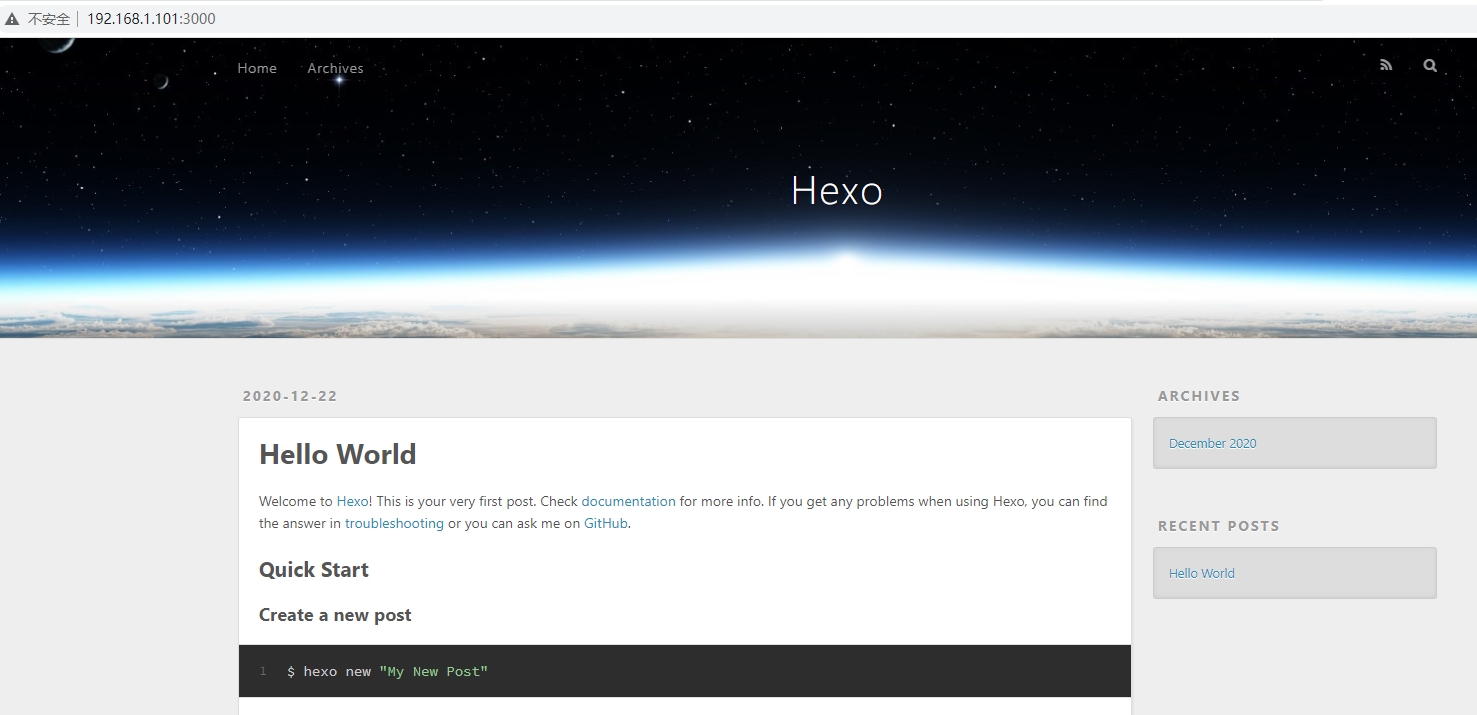 不安全 192.168.1.101:3000
Home Archives
Hexo
2020-12-22
Hello World
Welcome to Hexo! This is your very first post. Check documentation for more info. If you get any problems when using Hexo, you can find
the answer in troubleshooting or you can ask me on GitHub.
Quick Start
Create a new post
1 $ hexo new "My New Post"
ARCHIVES
December 2020
RECENT POSTS
Hello World